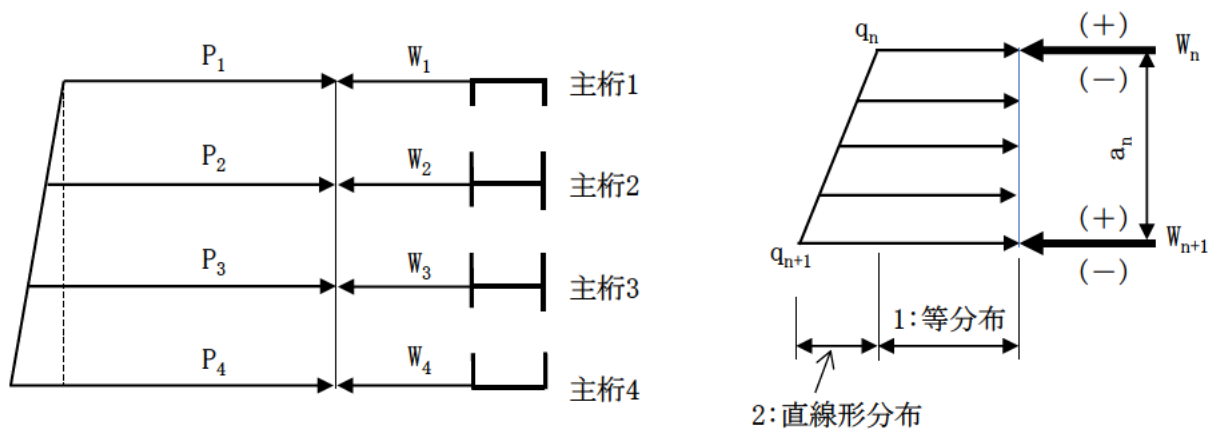 P₁ W₁ 主桁1
P₂ W₂ 主桁2
P₃ W₃ 主桁3
P₄ W₄ 主桁4
qₙ (+) Wₙ
(−)
aₙ
(+)
qₙ₊₁ (−) Wₙ₊₁
1:等分布
2:直線形分布